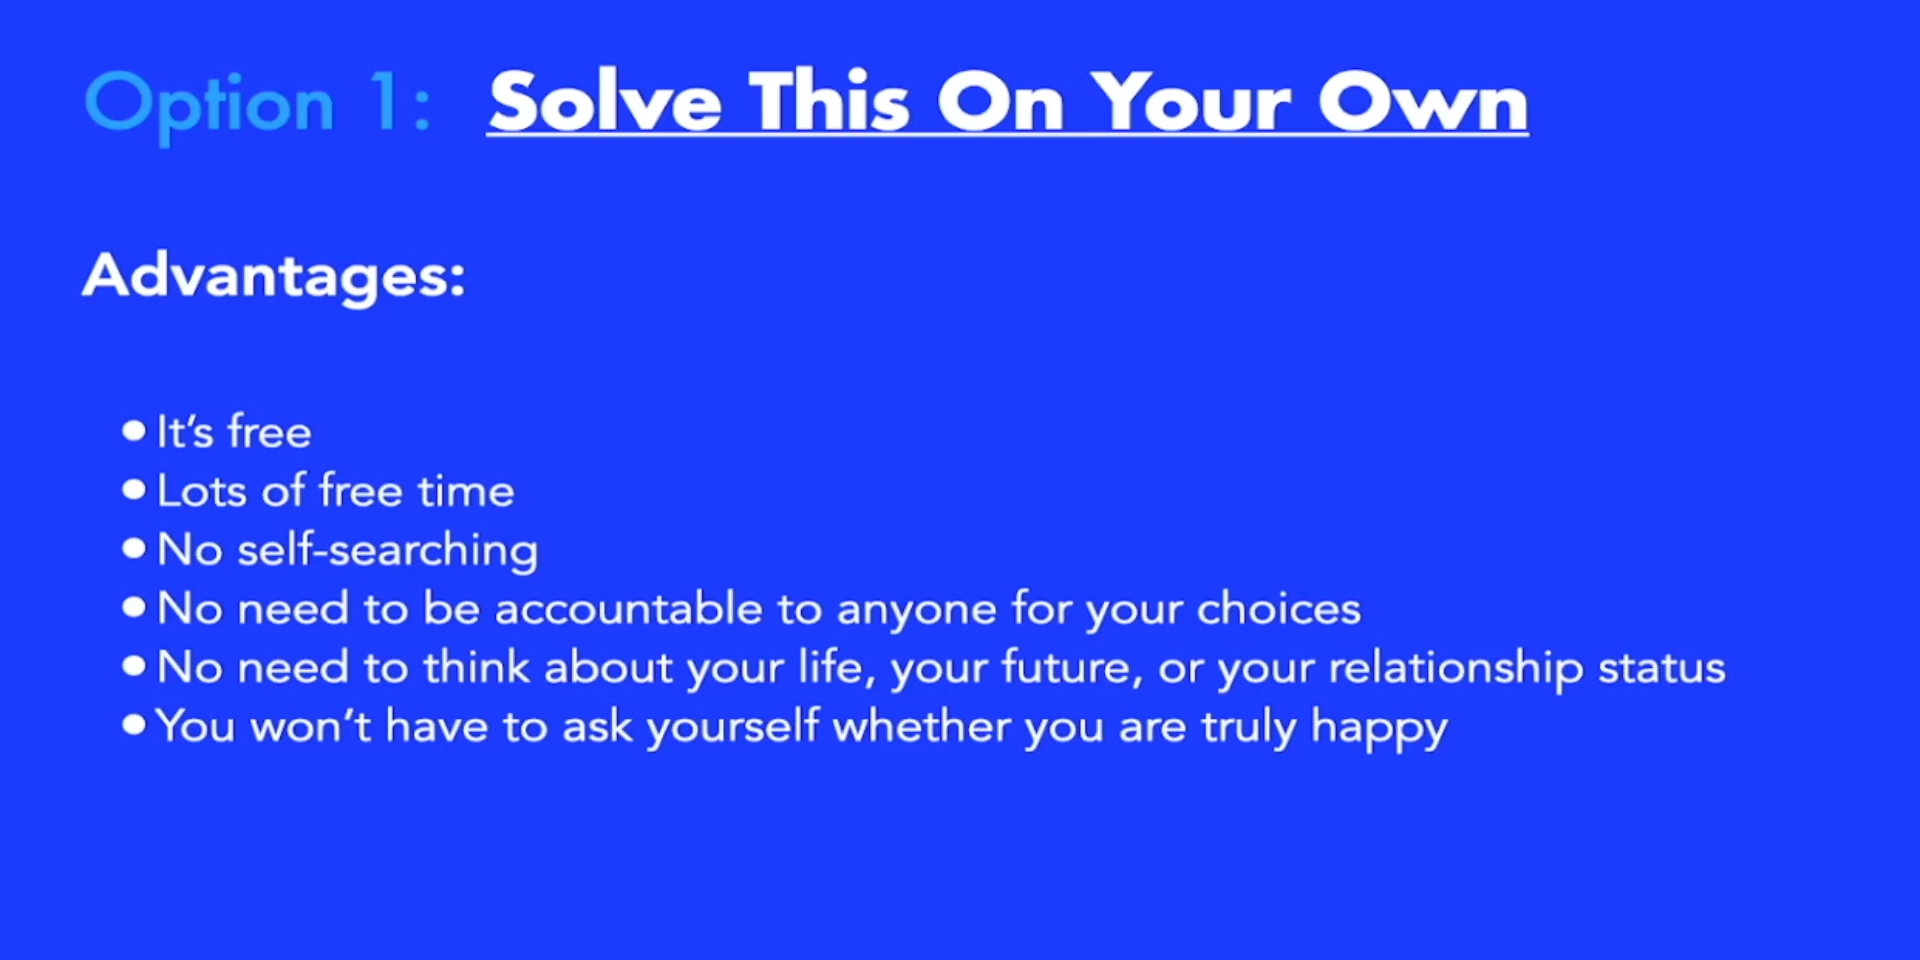 Option 1: Solve This On Your Own
Advantages:
• It’s free
• Lots of free time
• No self-searching
• No need to be accountable to anyone for your choices
• No need to think about your life, your future, or your relationship status
• You won’t have to ask yourself whether you are truly happy